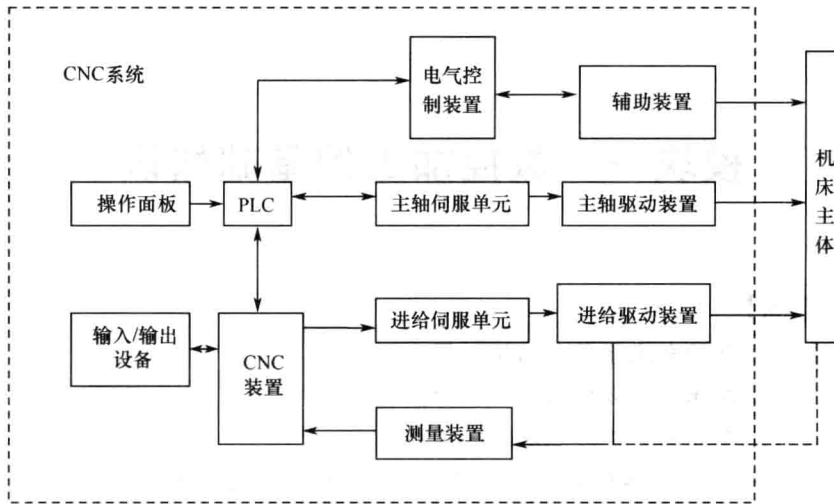 CNC系统
电气控
制装置
辅助装置
机
床
主
体
操作面板
PLC
主轴伺服单元
主轴驱动装置
输入/输出
设备
CNC
装置
进给伺服单元
进给驱动装置
测量装置